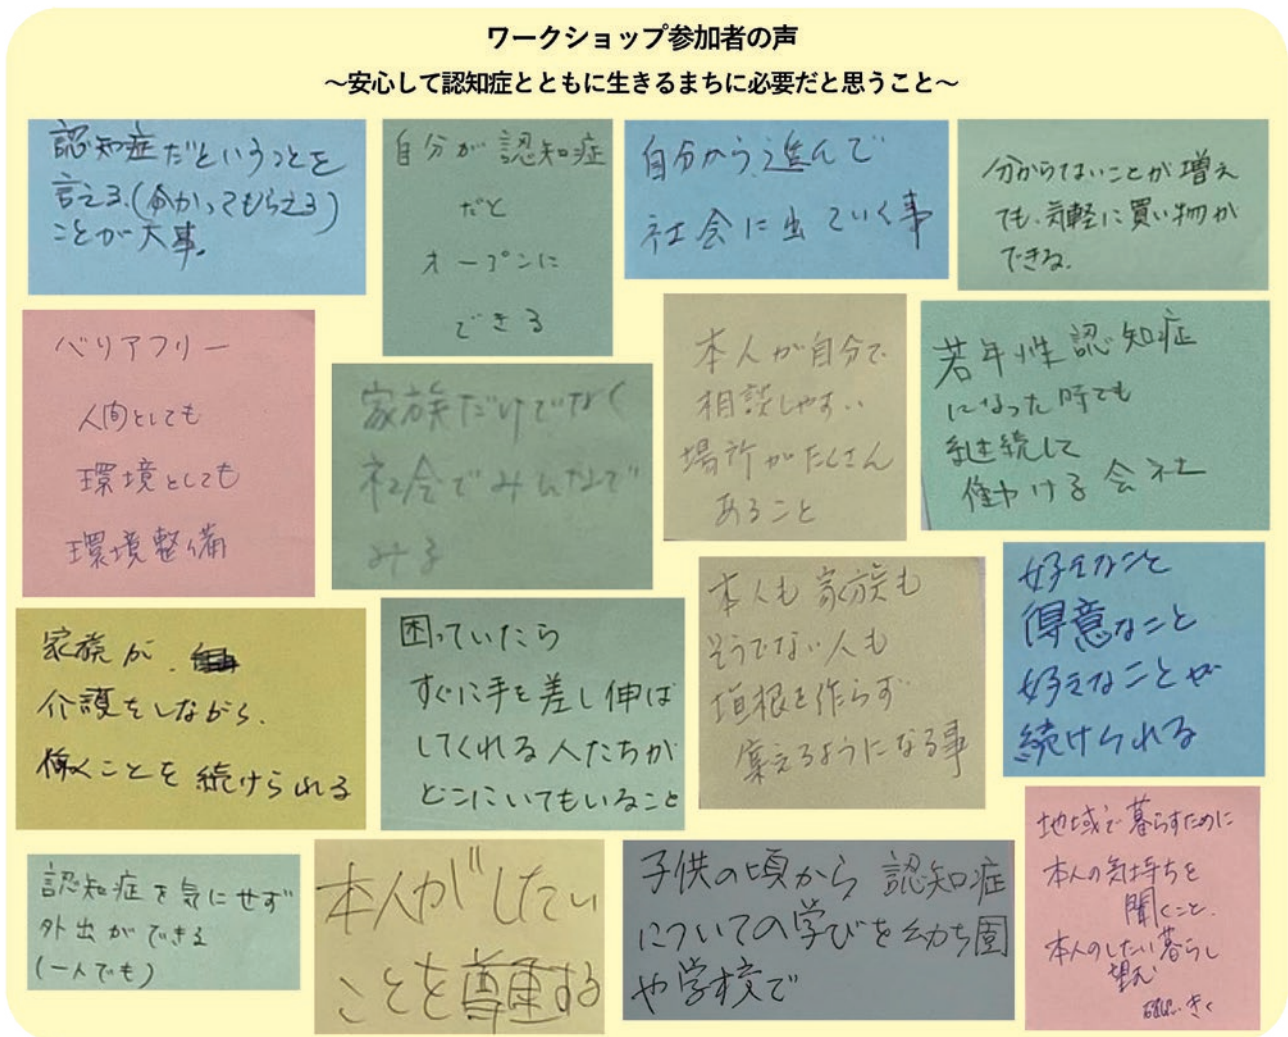 ワークショップ参加者の声
～安心して認知症とともに生きるまちに必要だと思うこと～
認知症だということを
言える.(分かってもらえる)
ことが大事。
自分が認知症
だと
オープンに
できる
自分から進んで
社会に出ていく事
分からないことが増え
ても、気軽に買い物が
できる.
バリアフリー
人間としても
環境としても
環境整備
家族だけでなく
社会でみんなで
みる
本人が自分で
相談しやすい
場所がたくさん
あること
若年性認知症
になった時でも
継続して
働ける会社
家族が
介護をしながら、
働くことを続けられる
困っていたら
すぐに手を差し伸ば
してくれる人たちが
どこにいてもいること
本人も家族も
そうでない人も
垣根を作らず
集えるようになる事
好きなこと
得意なこと
好きなことが
続けられる
認知症を気にせず
外出ができる
(一人でも)
本人がしたい
ことを尊重する
子供の頃から認知症
についての学びを幼ち園
や学校で
地域で暮らすために
本人の気持ちを
聞くこと.
本人のしたい暮らし
望む
きく